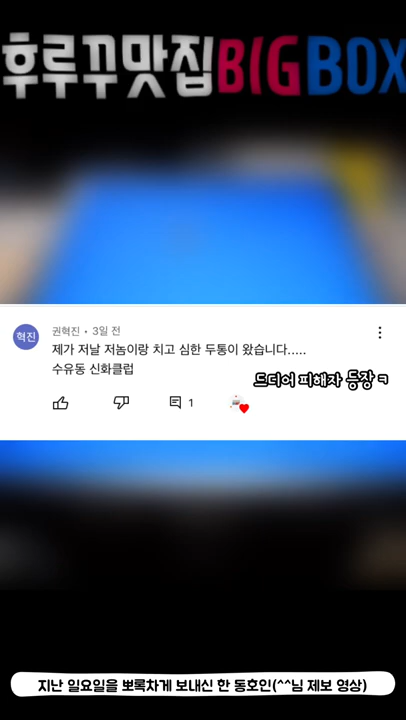 후루꾸맛집BIGBOX
혁진
권혁진 • 3일 전
제가 저날 저놈이랑 치고 심한 두통이 왔습니다.....
수유동 신화클럽
드디어 피해자 등장ㅋ
1
지난 일요일을 뽀록차게 보내신 한 동호인(^^님 제보 영상)